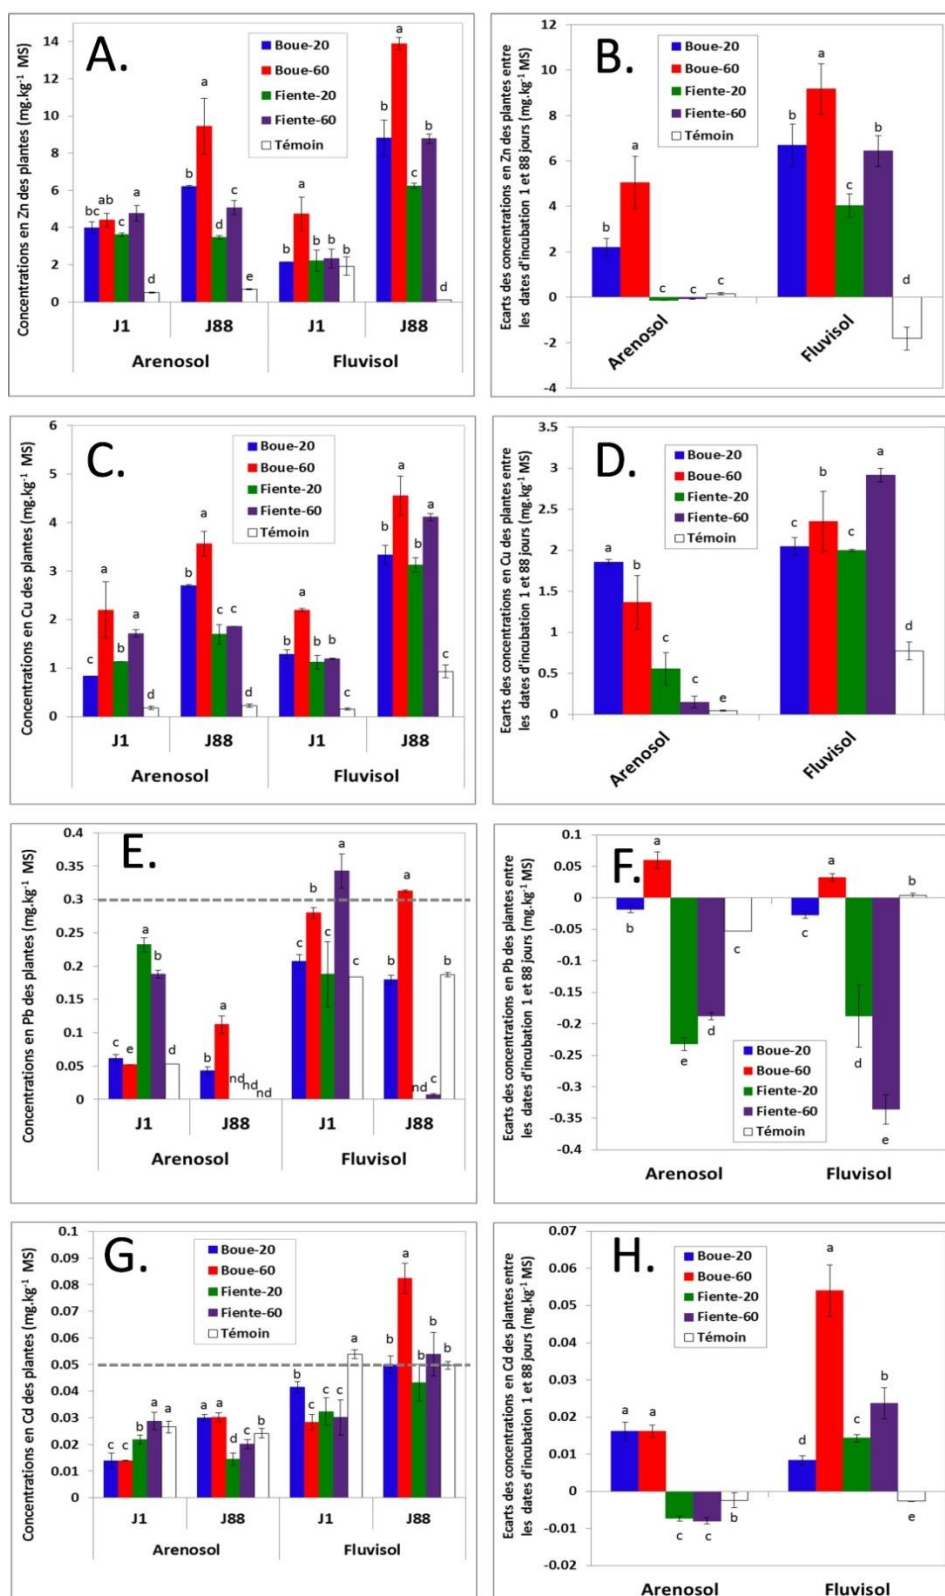 A.
Concentrations en Zn des plantes (mg.kg⁻¹ MS)
14
12
10
8
6
4
2
0
Boue-20
Boue-60
Fiente-20
Fiente-60
Témoin
bc ab c a d
b a d c e
b a b b b
b a c b d
J1 J88 J1 J88
Arenosol Fluvisol
B.
Ecarts des concentrations en Zn des plantes entre
les dates d'incubation 1 et 88 jours (mg.kg⁻¹ MS)
12
10
8
6
4
2
0
-2
-4
Boue-20
Boue-60
Fiente-20
Fiente-60
Témoin
b a c c c
b a c b d
Arenosol Fluvisol
C.
Concentrations en Cu des plantes (mg.kg⁻¹ MS)
6
5
4
3
2
1
0
Boue-20
Boue-60
Fiente-20
Fiente-60
Témoin
c a b a d
b a c c d
b a b b c
b a b a c
J1 J88 J1 J88
Arenosol Fluvisol
D.
Ecarts des concentrations en Cu des plantes entre
les dates d'incubation 1 et 88 jours (mg.kg⁻¹ MS)
3.5
3
2.5
2
1.5
1
0.5
0
Boue-20
Boue-60
Fiente-20
Fiente-60
Témoin
a b c c e
c b c a d
Arenosol Fluvisol
E.
Concentrations en Pb des plantes (mg.kg⁻¹ MS)
0.4
0.35
0.3
0.25
0.2
0.15
0.1
0.05
0
c e a b d
b a nd nd nd
c b c a c
b a nd c b
J1 J88 J1 J88
Arenosol Fluvisol
F.
Ecarts des concentrations en Pb des plantes entre
les dates d'incubation 1 et 88 jours (mg.kg⁻¹ MS)
0.1
0.05
0
-0.05
-0.1
-0.15
-0.2
-0.25
-0.3
-0.35
-0.4
Boue-20
Boue-60
Fiente-20
Fiente-60
Témoin
b a e d c
c a d e b
Arenosol Fluvisol
G.
Concentrations en Cd des plantes (mg.kg⁻¹ MS)
0.1
0.09
0.08
0.07
0.06
0.05
0.04
0.03
0.02
0.01
0
Boue-20
Boue-60
Fiente-20
Fiente-60
Témoin
c c b a a
a a d c b
b c c c a
b a b b b
J1 J88 J1 J88
Arenosol Fluvisol
H.
Ecarts des concentrations en Cd des plantes entre
les dates d'incubation 1 et 88 jours (mg.kg⁻¹ MS)
0.07
0.06
0.05
0.04
0.03
0.02
0.01
0
-0.01
-0.02
Boue-20
Boue-60
Fiente-20
Fiente-60
Témoin
a a c c b
d a c b e
Arenosol Fluvisol